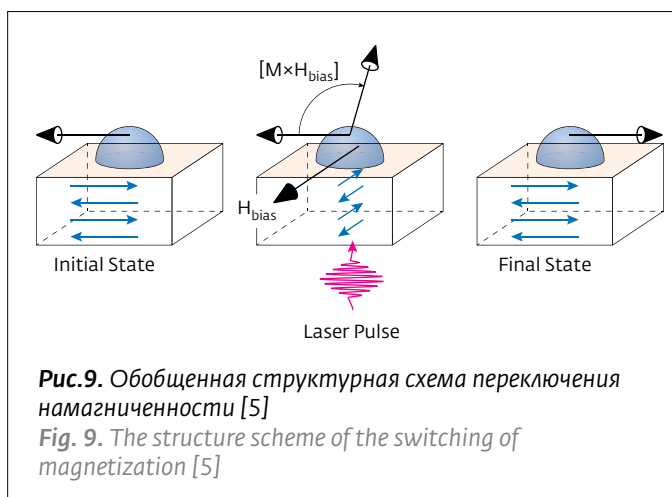 [M×H_bias]
H_bias
Initial State
Final State
Laser Pulse
Рис.9. Обобщенная структурная схема переключения
намагниченности [5]
Fig. 9. The structure scheme of the switching of
magnetization [5]